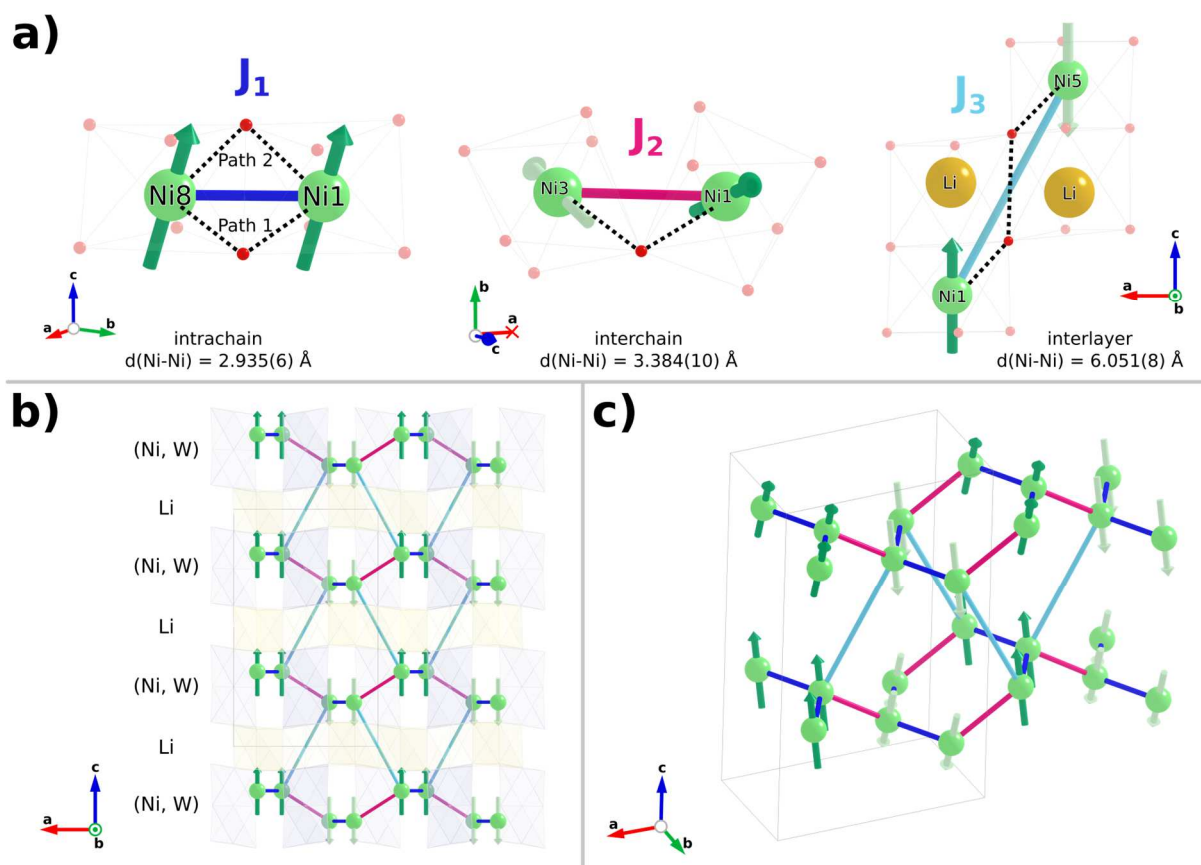 a)
J₁
Path 2
Ni8
Ni1
Path 1
c
a
b
intrachain
d(Ni-Ni) = 2.935(6) Å
J₂
Ni3
Ni1
b
a
c
interchain
d(Ni-Ni) = 3.384(10) Å
J₃
Ni5
Li
Li
Ni1
c
a
b
interlayer
d(Ni-Ni) = 6.051(8) Å
b)
(Ni, W)
Li
(Ni, W)
Li
(Ni, W)
Li
(Ni, W)
c
a
b
c)
c
a
b